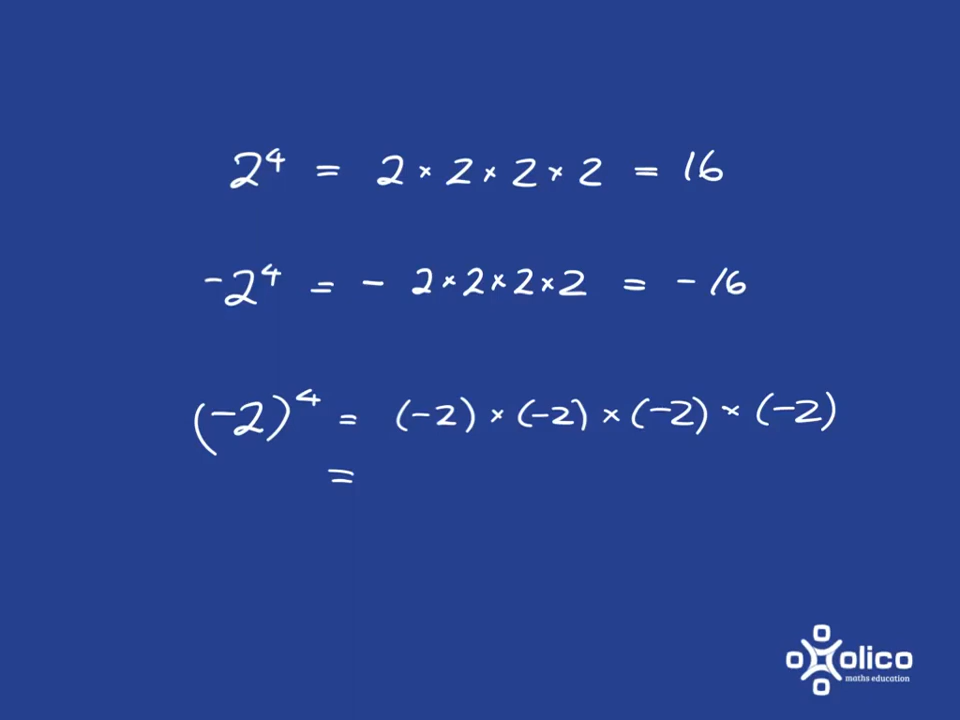 2⁴ = 2 × 2 × 2 × 2 = 16
-2⁴ = - 2 × 2 × 2 × 2 = - 16
(-2)⁴ = (-2) × (-2) × (-2) × (-2)
=
olico
maths education